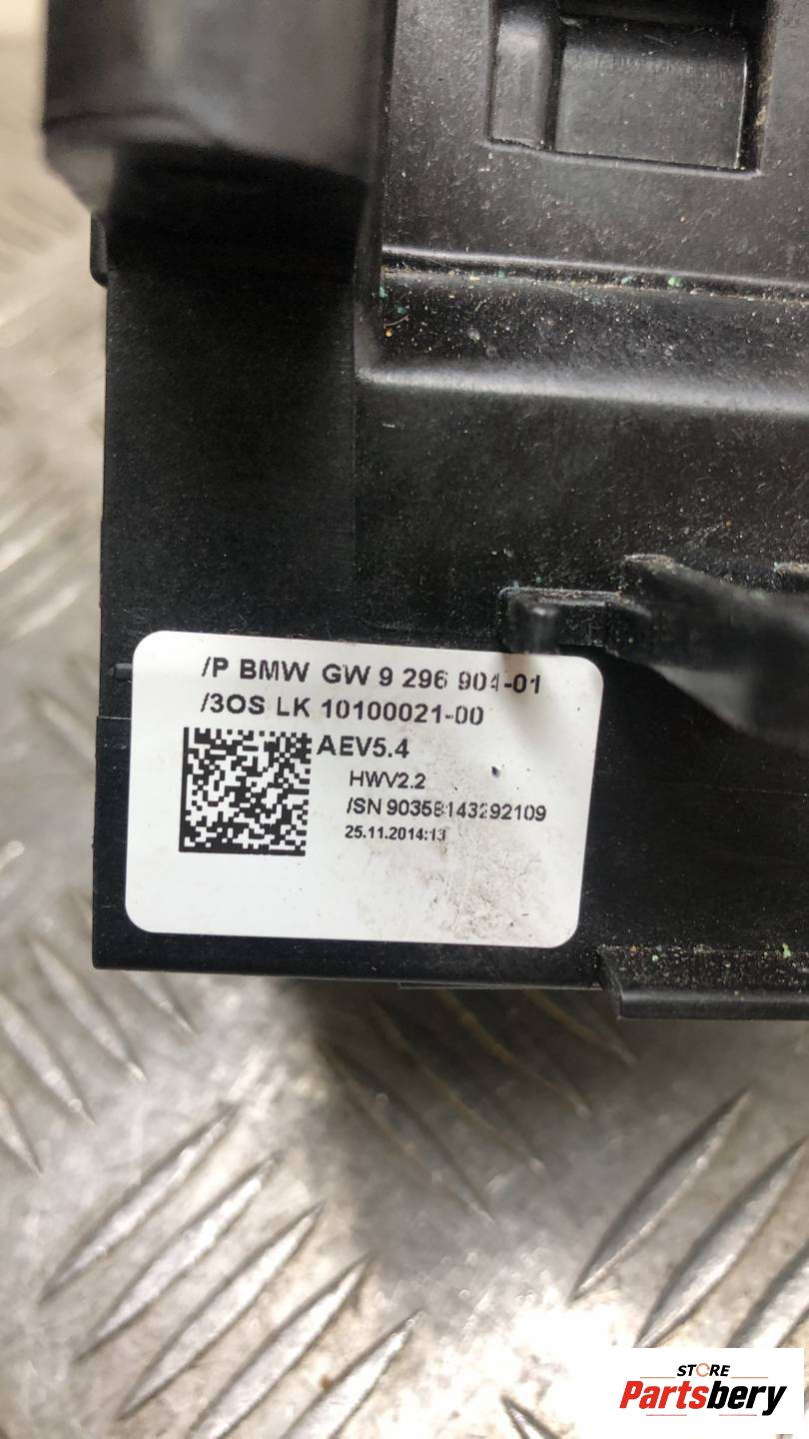 /P BMW GW 9 296 904-01
/3OS LK 10100021-00
AEV5.4
HWV2.2
/SN 90358143292109
25.11.2014:13
STORE
Partsbery